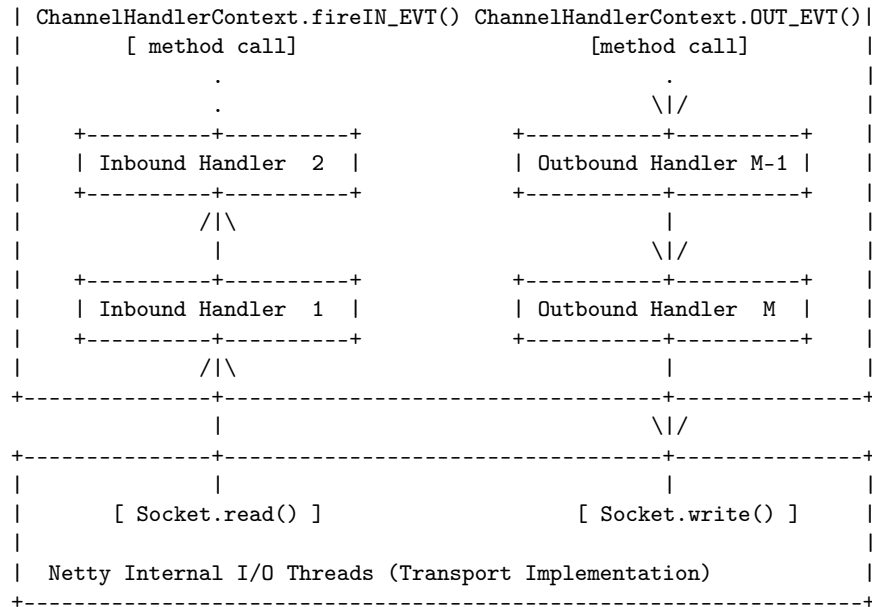 | ChannelHandlerContext.fireIN_EVT() ChannelHandlerContext.OUT_EVT()|
|       [ method call]                      [method call]           |
|               .                                   .               |
|               .                                  \|/              |
|    +----------+----------+            +-----------+----------+    |
|    | Inbound Handler  2  |            | Outbound Handler M-1 |    |
|    +----------+----------+            +-----------+----------+    |
|              /|\                                  |               |
|               |                                  \|/              |
|    +----------+----------+            +-----------+----------+    |
|    | Inbound Handler  1  |            | Outbound Handler  M  |    |
|    +----------+----------+            +-----------+----------+    |
|              /|\                                  |               |
+---------------+-----------------------------------+---------------+
                |                                  \|/
+---------------+-----------------------------------+---------------+
|               |                                   |               |
|       [ Socket.read() ]                    [ Socket.write() ]     |
|                                                                   |
|  Netty Internal I/O Threads (Transport Implementation)            |
+-------------------------------------------------------------------+